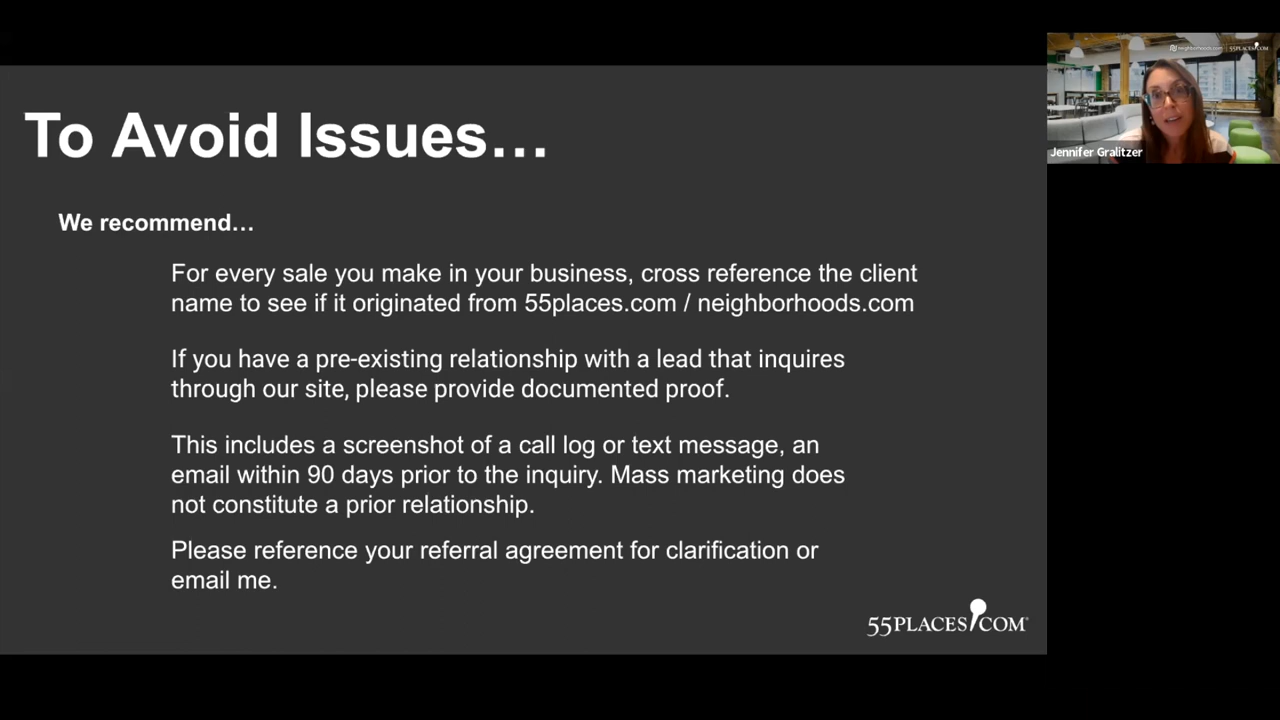 To Avoid Issues…
We recommend…
For every sale you make in your business, cross reference the client
name to see if it originated from 55places.com / neighborhoods.com
If you have a pre-existing relationship with a lead that inquires
through our site, please provide documented proof.
This includes a screenshot of a call log or text message, an
email within 90 days prior to the inquiry. Mass marketing does
not constitute a prior relationship.
Please reference your referral agreement for clarification or
email me.
55PLACES.COM
neighborhoods.com | 55PLACES.COM
Jennifer Gralitzer